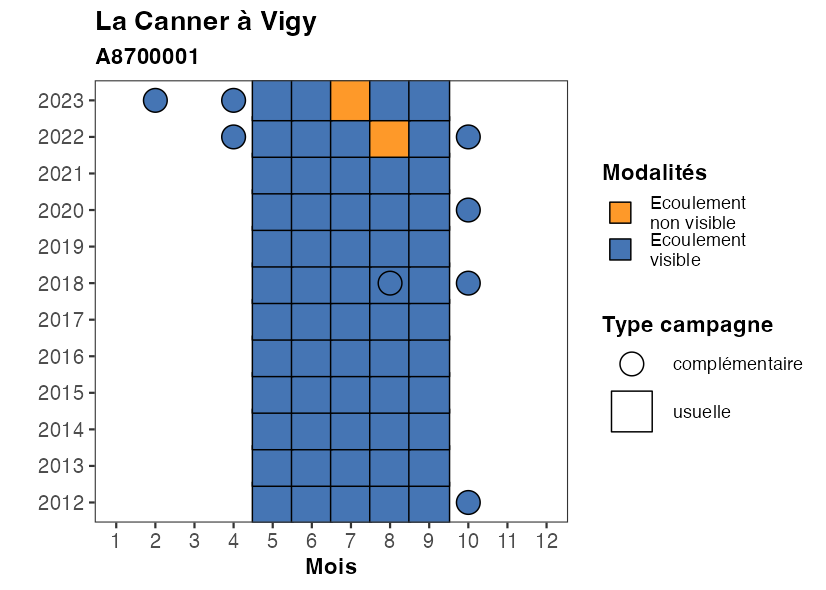 La Canner à Vigy
A8700001
2023
2022
2021
2020
2019
2018
2017
2016
2015
2014
2013
2012
1 2 3 4 5 6 7 8 9 10 11 12
Mois
Modalités
Ecoulement
non visible
Ecoulement
visible
Type campagne
complémentaire
usuelle